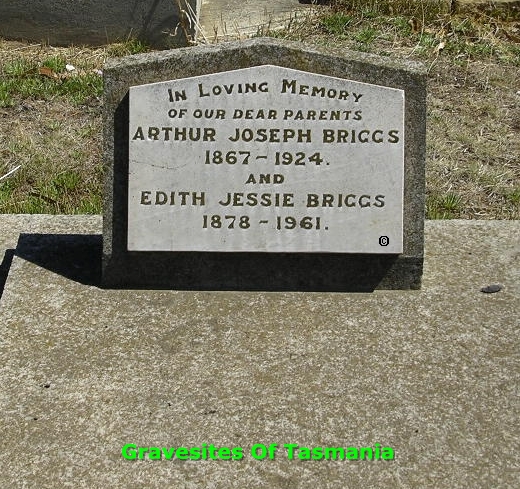 In Loving Memory
OF OUR DEAR PARENTS
ARTHUR JOSEPH BRIGGS
1867 - 1924.
AND
EDITH JESSIE BRIGGS
1878 - 1961.
©
Gravesites Of Tasmania